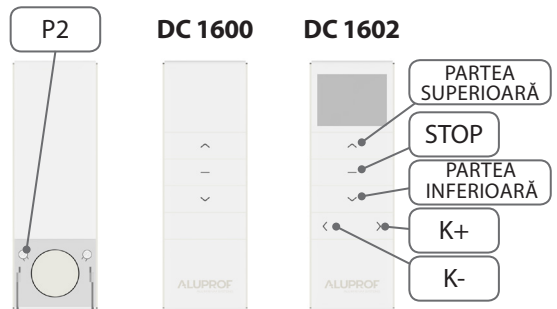 P2
DC 1600
DC 1602
PARTEA
SUPERIOARĂ
STOP
PARTEA
INFERIOARĂ
K+
K-
ALUPROF
ALUPROF